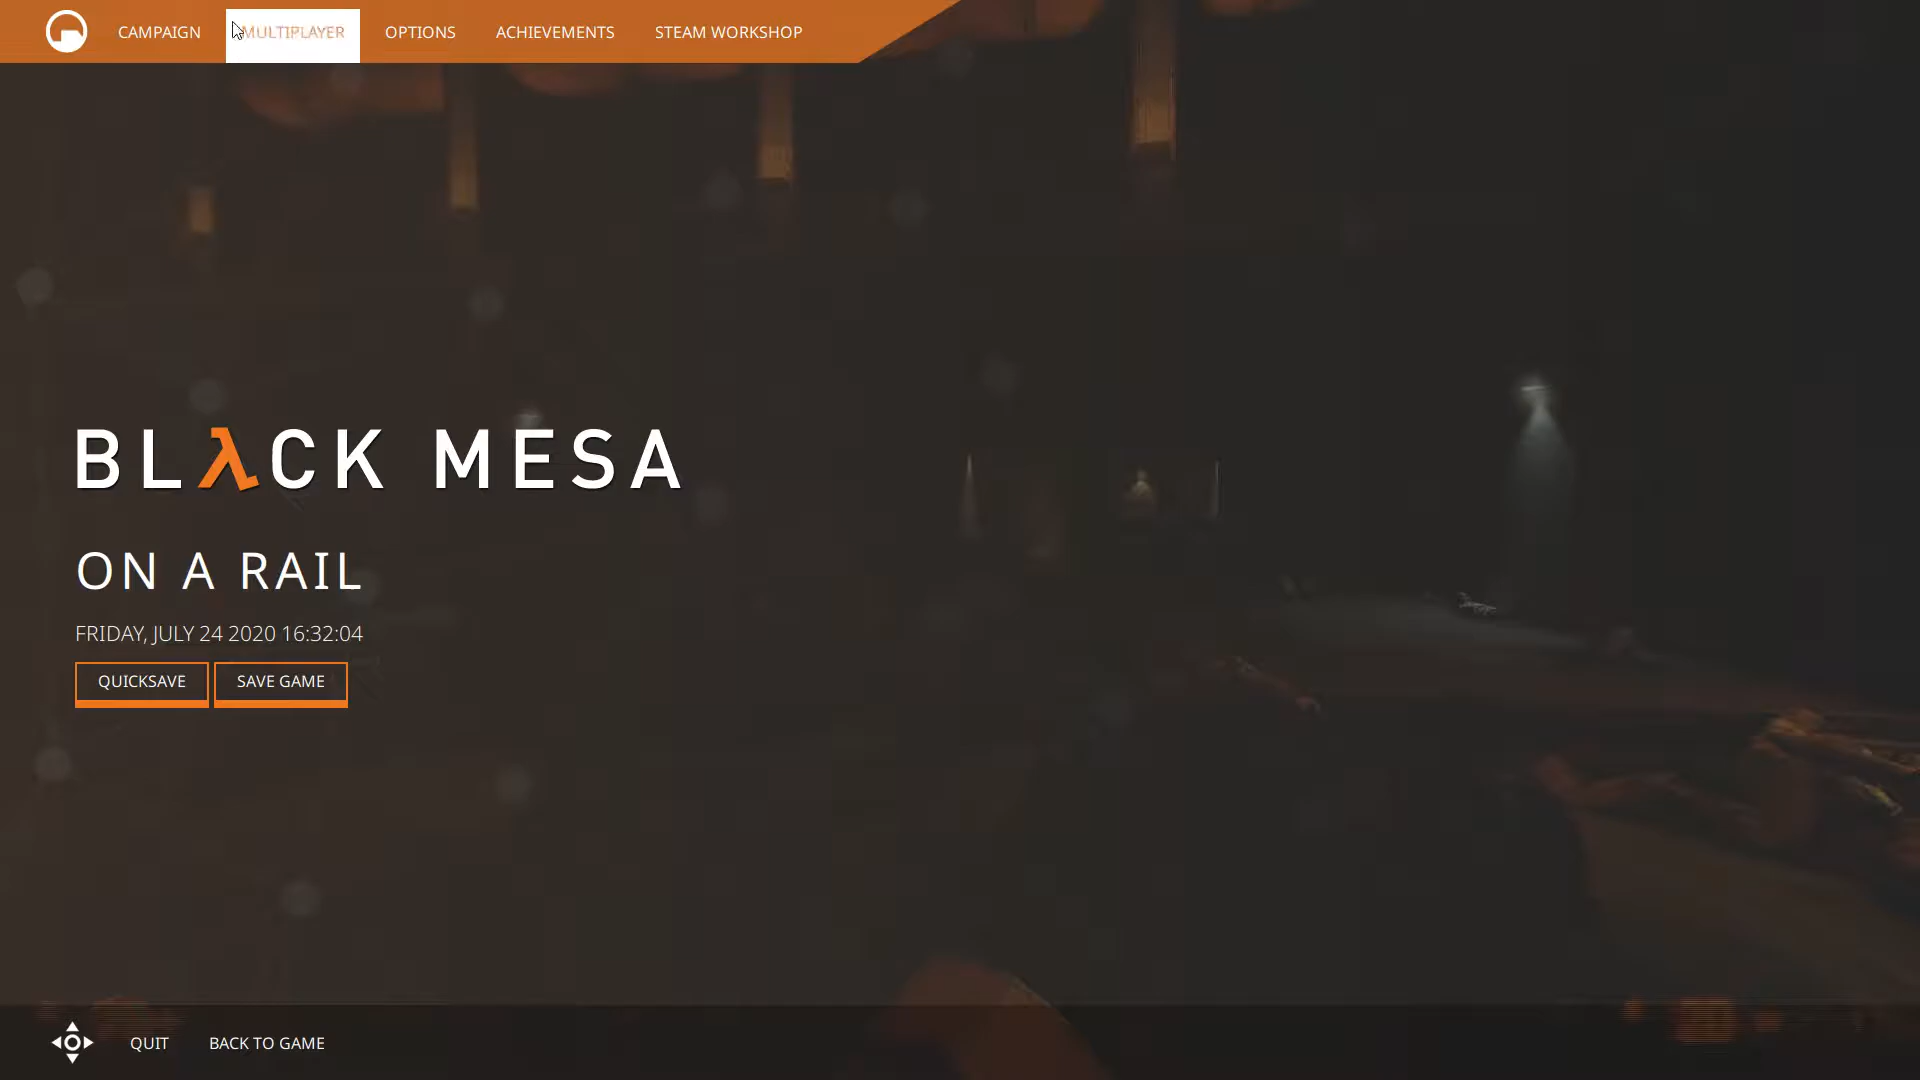 CAMPAIGN MULTIPLAYER OPTIONS ACHIEVEMENTS STEAM WORKSHOP
BLλCK MESA
ON A RAIL
FRIDAY, JULY 24 2020 16:32:04
QUICKSAVE SAVE GAME
QUIT BACK TO GAME